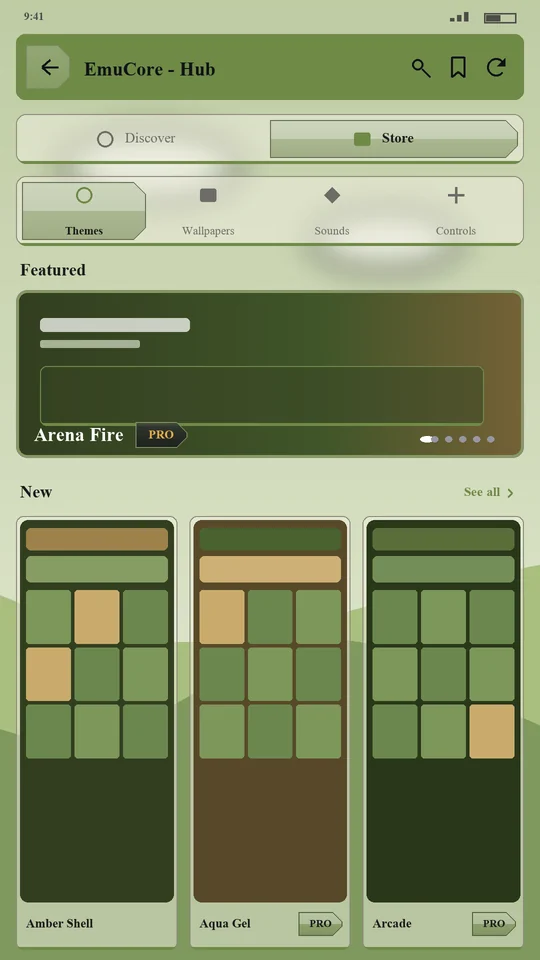 9:41
EmuCore - Hub
Discover
Store
Themes
Wallpapers
Sounds
Controls
Featured
Arena Fire
PRO
New
See all
Amber Shell
Aqua Gel
PRO
Arcade
PRO